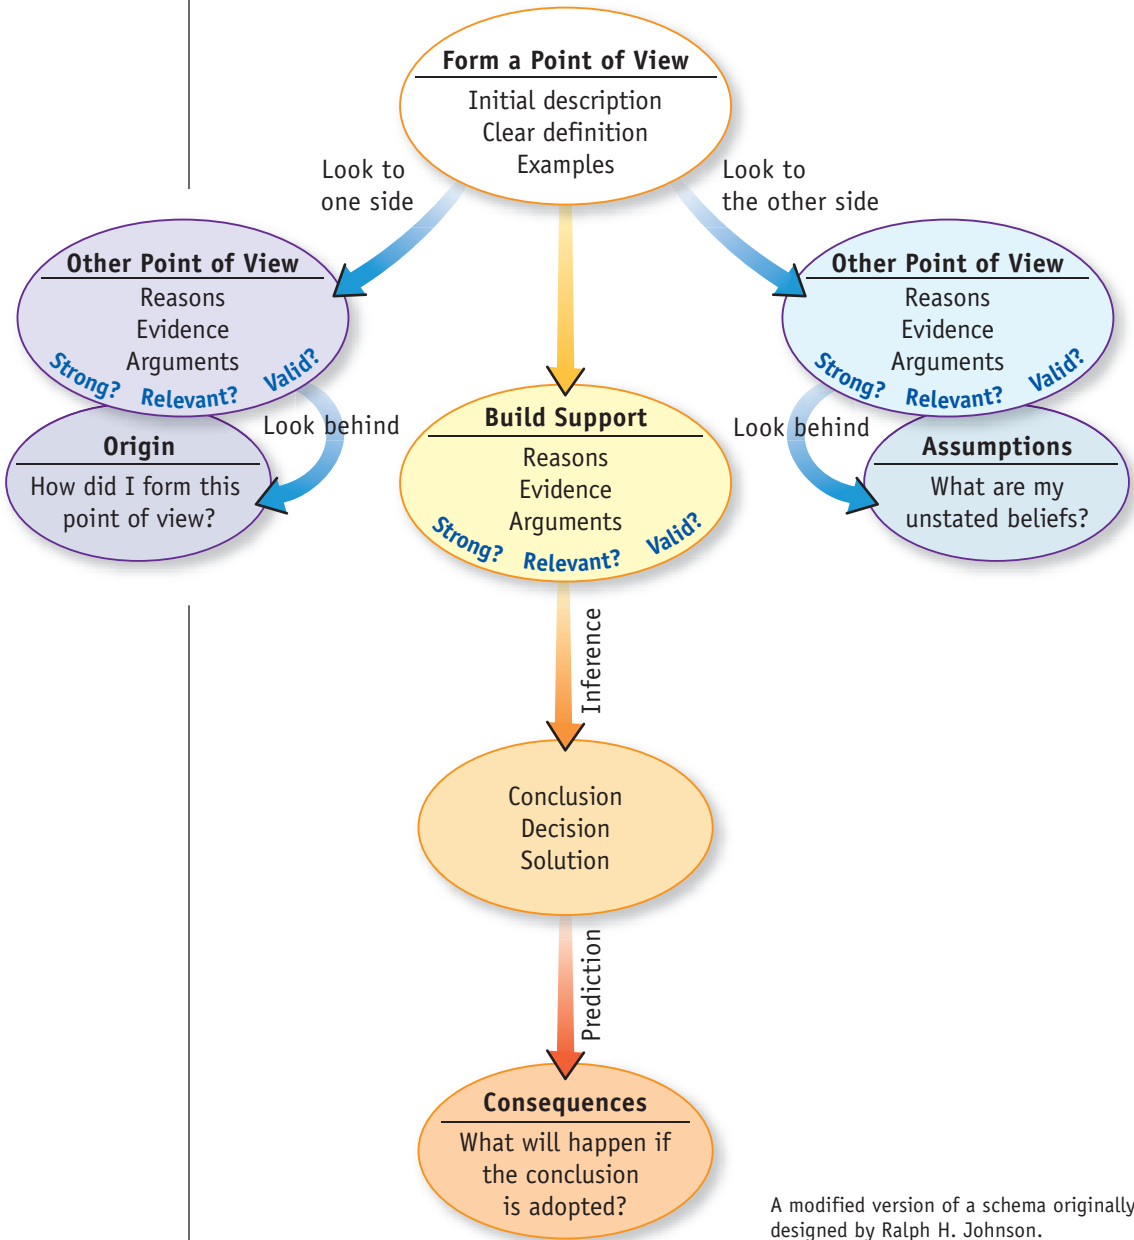 Form a Point of View
Initial description
Clear definition
Examples
Look to
one side
Look to
the other side
Other Point of View
Reasons
Evidence
Arguments
Strong? Relevant? Valid?
Look behind
Origin
How did I form this
point of view?
Other Point of View
Reasons
Evidence
Arguments
Strong? Relevant? Valid?
Look behind
Assumptions
What are my
unstated beliefs?
Build Support
Reasons
Evidence
Arguments
Strong? Relevant? Valid?
Inference
Conclusion
Decision
Solution
Prediction
Consequences
What will happen if
the conclusion
is adopted?
A modified version of a schema originally
designed by Ralph H. Johnson.